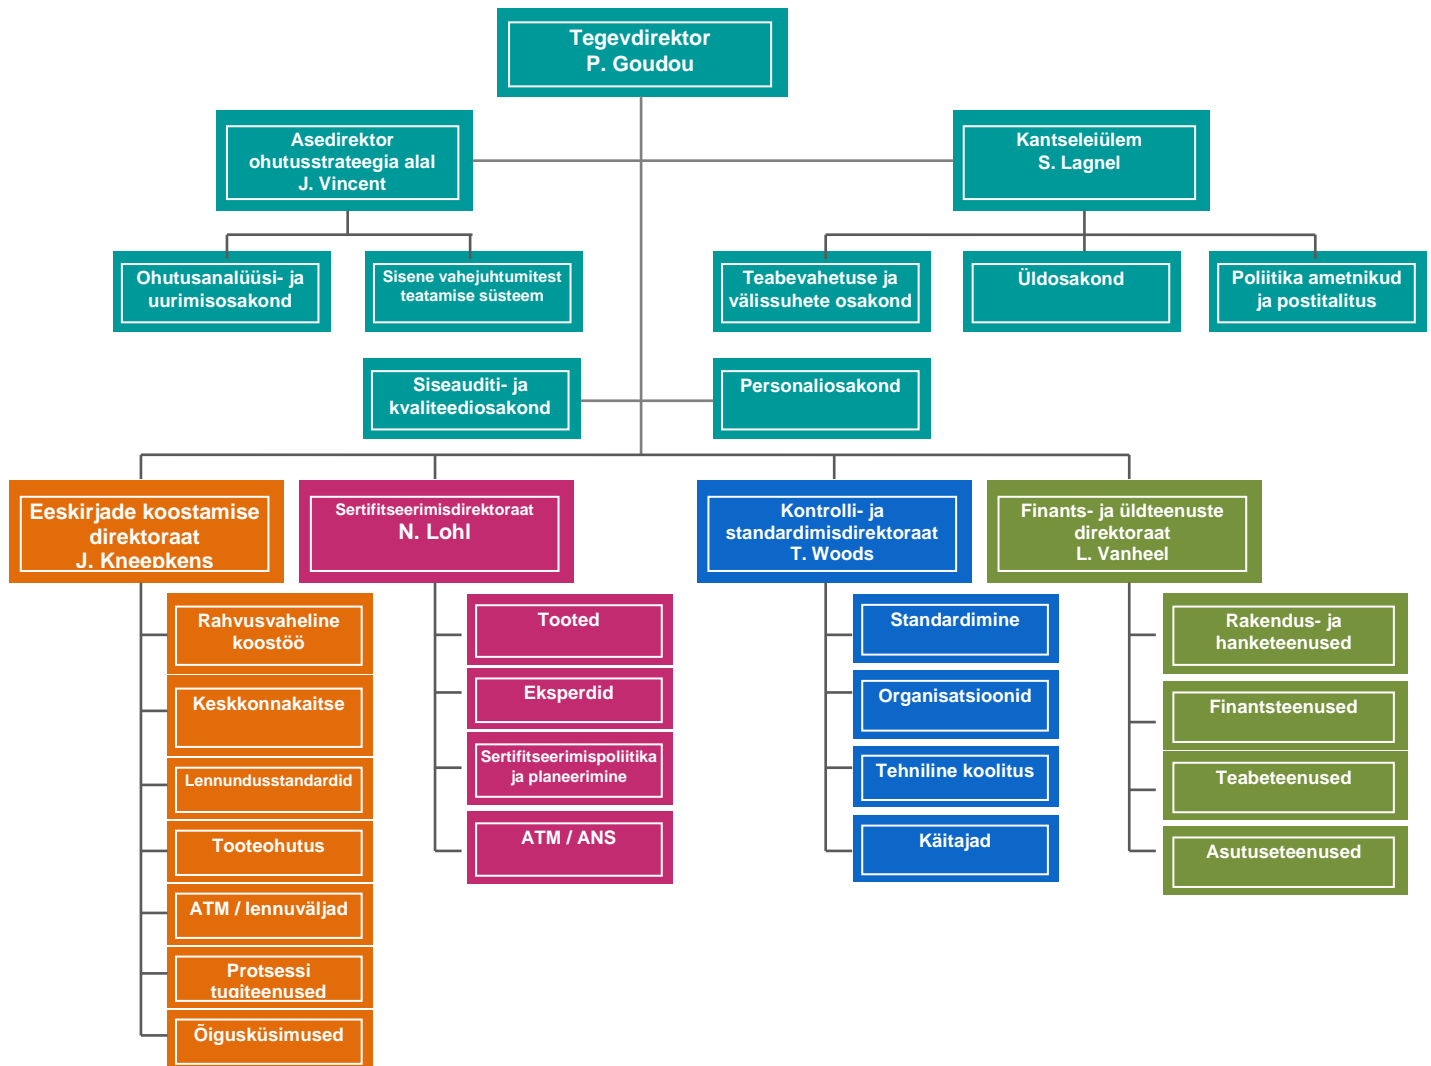 Tegevdirektor
P. Goudou
Asedirektor
ohutusstrateegia alal
J. Vincent
Kantseleiülem
S. Lagnel
Ohutusanalüüsi- ja
uurimisosakond
Sisene vahejuhtumitest
teatamise süsteem
Teabevahetuse ja
välissuhete osakond
Üldosakond
Poliitika ametnikud
ja postitalitus
Siseauditi- ja
kvaliteediosakond
Personaliosakond
Eeskirjade koostamise
direktoraat
J. Kneepkens
Sertifitseerimisdirektoraat
N. Lohl
Kontrolli- ja
standardimisdirektoraat
T. Woods
Finants- ja üldteenuste
direktoraat
L. Vanheel
Rahvusvaheline
koostöö
Keskkonnakaitse
Lennundusstandardid
Tooteohutus
ATM / lennuväljad
Protsessi
tugiteenused
Õigusküsimused
Tooted
Eksperdid
Sertifitseerimispoliitika
ja planeerimine
ATM / ANS
Standardimine
Organisatsioonid
Tehniline koolitus
Käitajad
Rakendus- ja
hanketeenused
Finantsteenused
Teabeteenused
Asutuseteenused